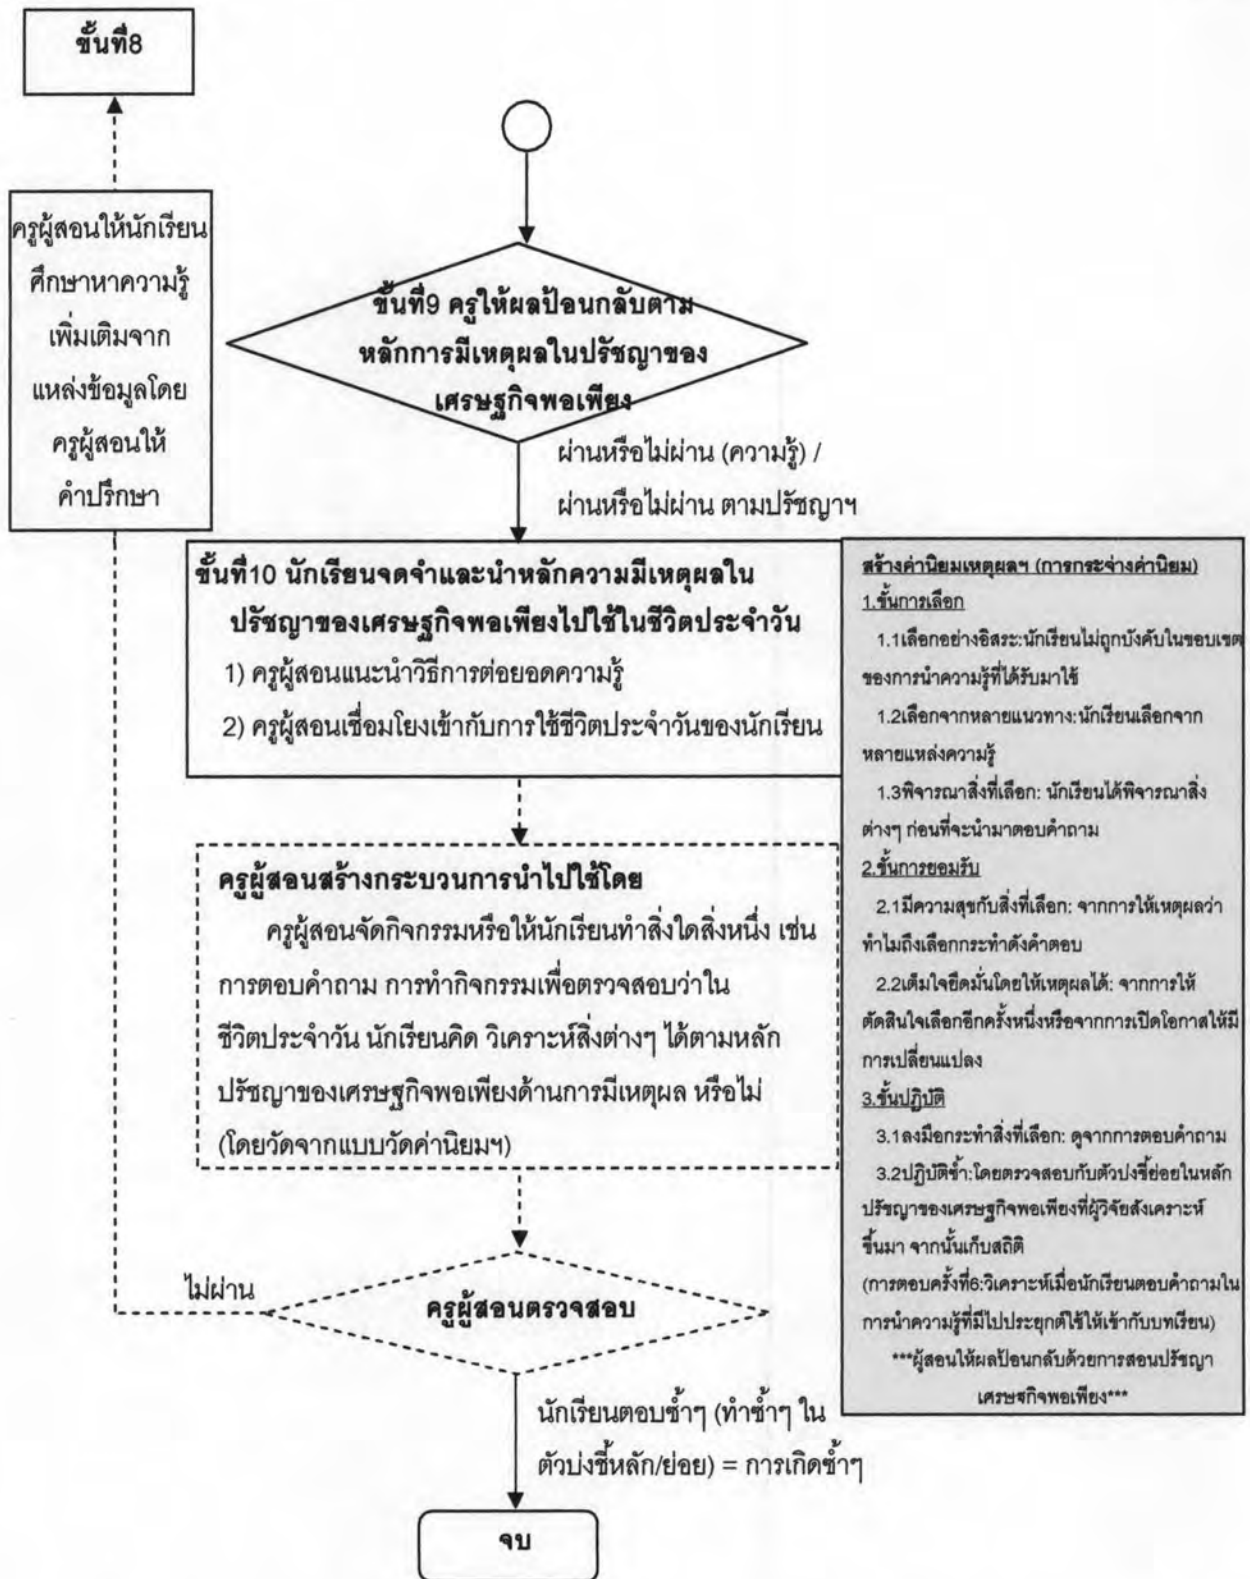 ขั้นที่8
ครูผู้สอนให้นักเรียน
ศึกษาหาความรู้
เพิ่มเติมจาก
แหล่งข้อมูลโดย
ครูผู้สอนให้
คำปรึกษา
ขั้นที่9 ครูให้ผลป้อนกลับตาม
หลักการมีเหตุผลในปรัชญาของ
เศรษฐกิจพอเพียง
ผ่านหรือไม่ผ่าน (ความรู้) /
ผ่านหรือไม่ผ่าน ตามปรัชญาฯ
ขั้นที่10 นักเรียนจดจำและนำหลักความมีเหตุผลใน
ปรัชญาของเศรษฐกิจพอเพียงไปใช้ในชีวิตประจำวัน
1) ครูผู้สอนแนะนำวิธีการต่อยอดความรู้
2) ครูผู้สอนเชื่อมโยงเข้ากับการใช้ชีวิตประจำวันของนักเรียน
ครูผู้สอนสร้างกระบวนการนำไปใช้โดย
ครูผู้สอนจัดกิจกรรมหรือให้นักเรียนทำสิ่งใดสิ่งหนึ่ง เช่น
การตอบคำถาม การทำกิจกรรมเพื่อตรวจสอบว่าใน
ชีวิตประจำวัน นักเรียนคิด วิเคราะห์สิ่งต่างๆ ได้ตามหลัก
ปรัชญาของเศรษฐกิจพอเพียงด้านการมีเหตุผล หรือไม่
(โดยวัดจากแบบวัดค่านิยมฯ)
ไม่ผ่าน
ครูผู้สอนตรวจสอบ
นักเรียนตอบซ้ำๆ (ทำซ้ำๆ ใน
ตัวบ่งชี้หลัก/ย่อย) = การเกิดซ้ำๆ
จบ
สร้างค่านิยมเหตุผลฯ (การกระจ่างค่านิยม)
1.ขั้นการเลือก
1.1เลือกอย่างอิสระ:นักเรียนไม่ถูกบังคับในขอบเขต
ของการนำความรู้ที่ได้รับมาใช้
1.2เลือกจากหลายแนวทาง:นักเรียนเลือกจาก
หลายแหล่งความรู้
1.3พิจารณาสิ่งที่เลือก: นักเรียนได้พิจารณาสิ่ง
ต่างๆ ก่อนที่จะนำมาตอบคำถาม
2.ขั้นการยอมรับ
2.1มีความสุขกับสิ่งที่เลือก: จากการให้เหตุผลว่า
ทำไมถึงเลือกกระทำดังคำตอบ
2.2เต็มใจยึดมั่นโดยให้เหตุผลได้: จากการให้
ตัดสินใจเลือกอีกครั้งหนึ่งหรือจากการเปิดโอกาสให้มี
การเปลี่ยนแปลง
3.ขั้นปฏิบัติ
3.1ลงมือกระทำสิ่งที่เลือก: ดูจากการตอบคำถาม
3.2ปฏิบัติซ้ำ:โดยตรวจสอบกับตัวบ่งชี้ย่อยในหลัก
ปรัชญาของเศรษฐกิจพอเพียงที่ผู้วิจัยสังเคราะห์
ขึ้นมา จากนั้นเก็บสถิติ
(การตอบครั้งที่6:วิเคราะห์เมื่อนักเรียนตอบคำถามใน
การนำความรู้ที่มีไปประยุกต์ใช้ให้เข้ากับบทเรียน)
***ผู้สอนให้ผลป้อนกลับด้วยการสอนปรัชญา
เศรษฐกิจพอเพียง***